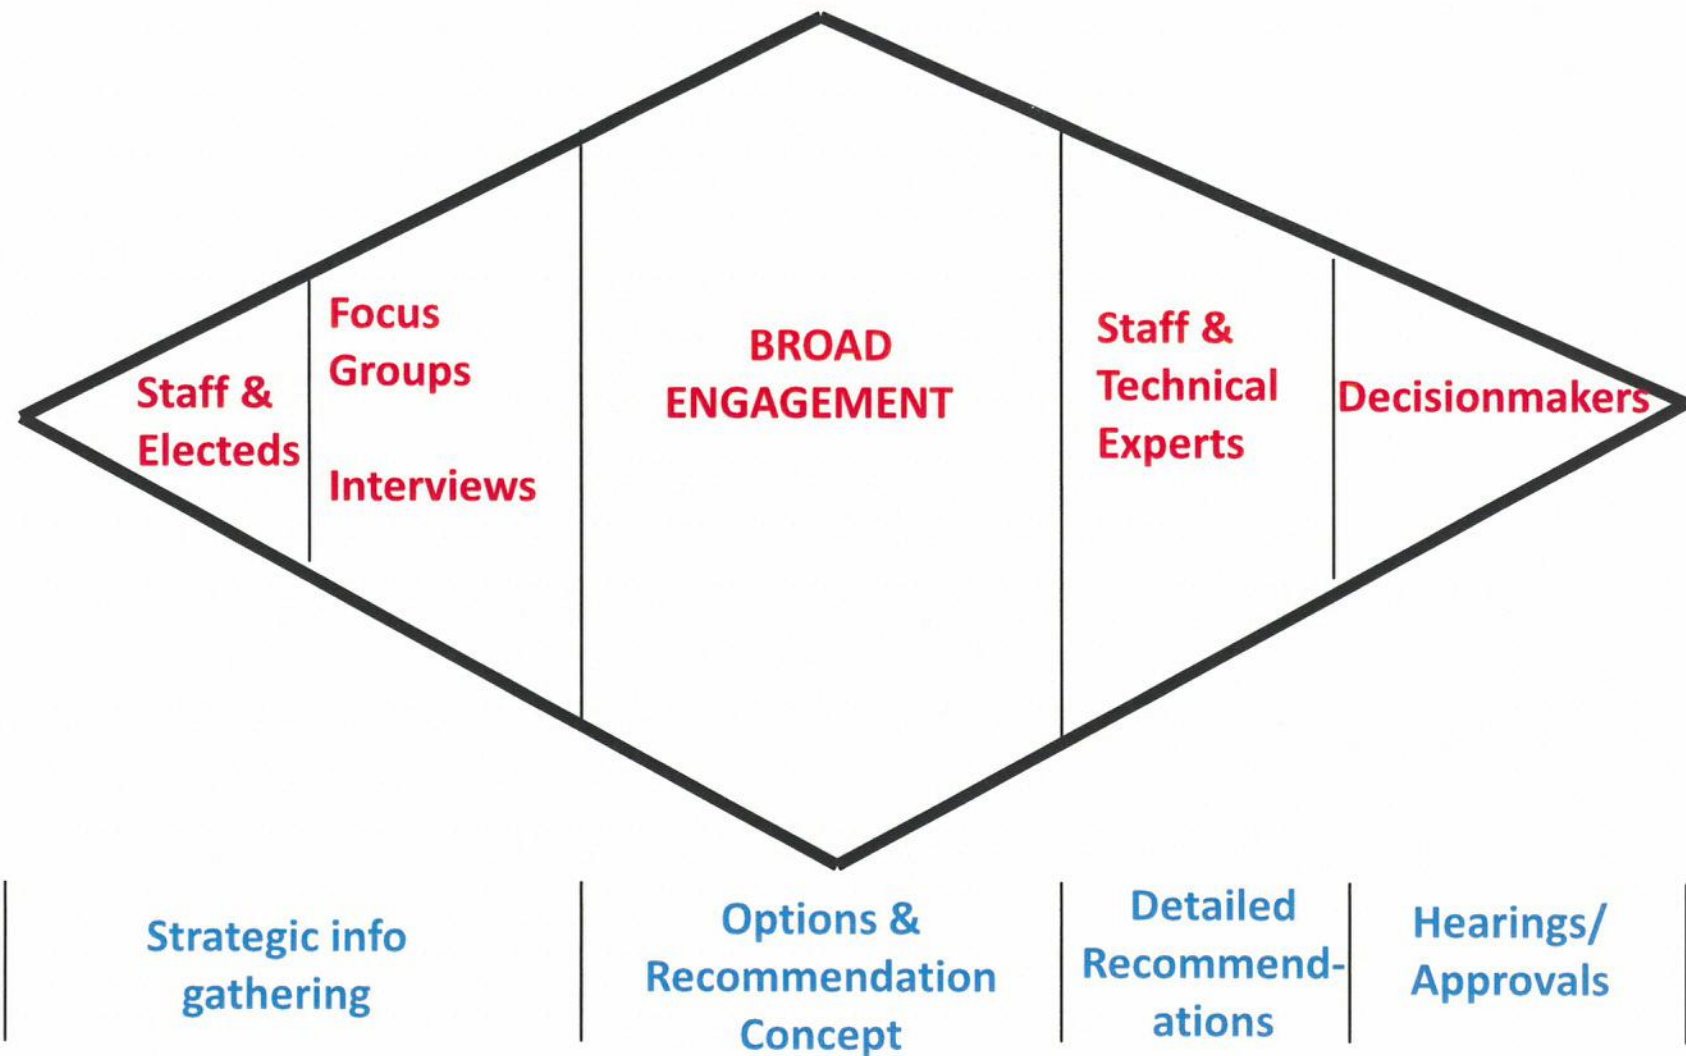 Staff &
Electeds
Focus
Groups
Interviews
BROAD
ENGAGEMENT
Staff &
Technical
Experts
Decisionmakers
Strategic info
gathering
Options &
Recommendation
Concept
Detailed
Recommend-
ations
Hearings/
Approvals